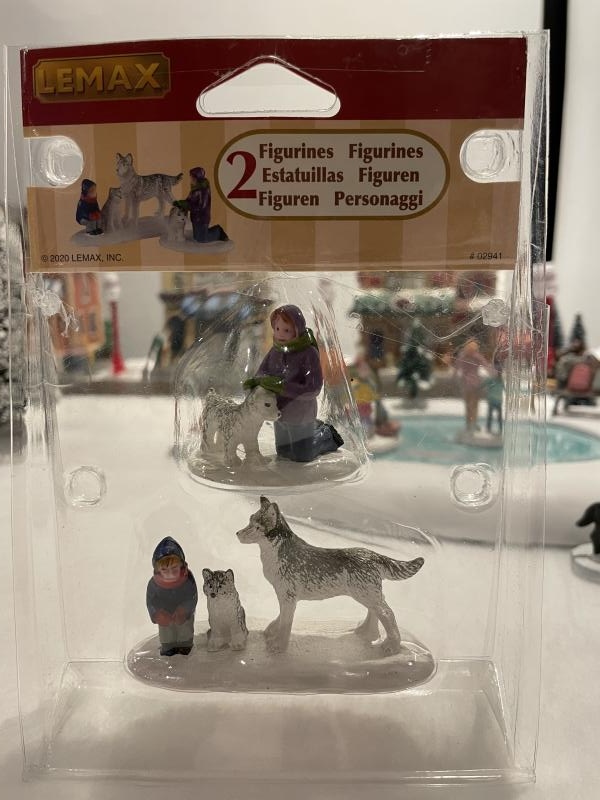 LEMAX
2 Figurines Figurines
Estatuillas Figuren
Figuren Personaggi
© 2020 LEMAX, INC.
# 02941